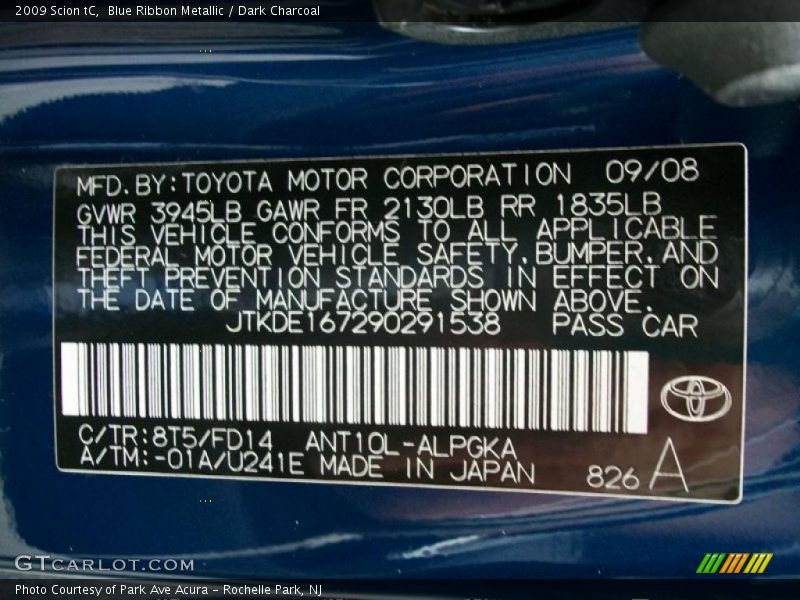 2009 Scion tC,  Blue Ribbon Metallic / Dark Charcoal
MFD.BY:TOYOTA MOTOR CORPORATION 09/08
GVWR 3945LB GAWR FR 2130LB RR 1835LB
THIS VEHICLE CONFORMS TO ALL APPLICABLE
FEDERAL MOTOR VEHICLE SAFETY,BUMPER,AND
THEFT PREVENTION STANDARDS IN EFFECT ON
THE DATE OF MANUFACTURE SHOWN ABOVE.
JTKDE167290291538 PASS CAR
C/TR:8T5/FD14 ANT10L-ALPGKA
A/TM:-01A/U241E MADE IN JAPAN 826 A
GTCARLOT.COM
Photo Courtesy of Park Ave Acura - Rochelle Park, NJ